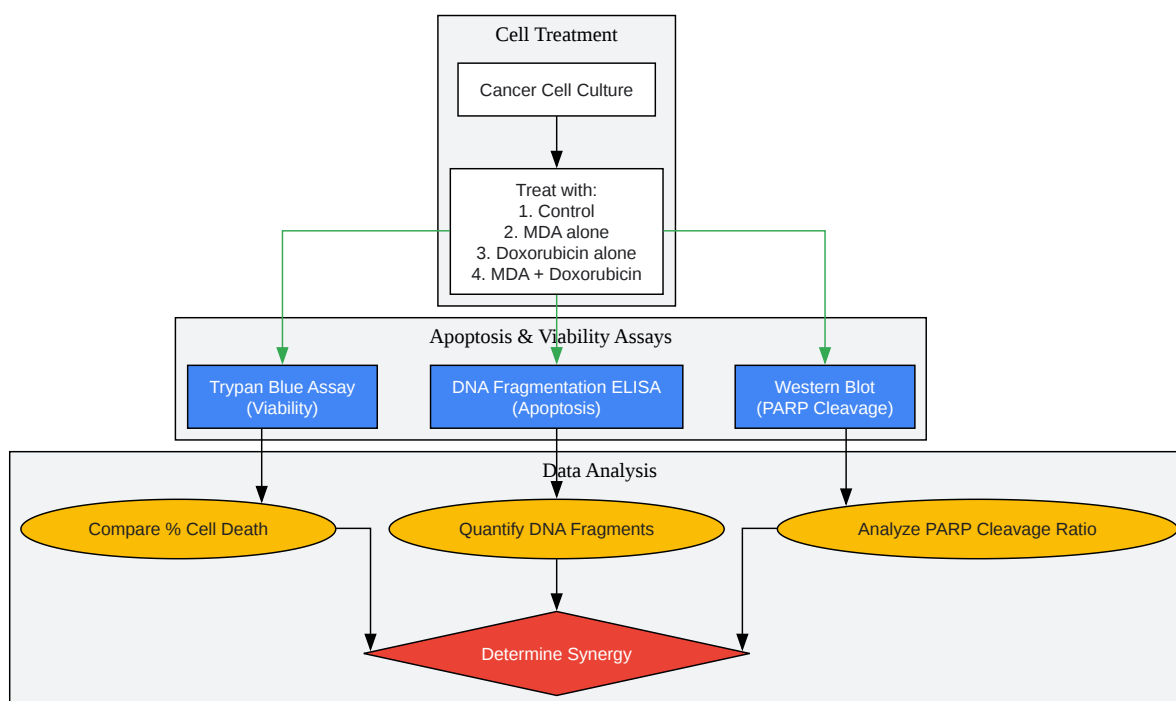 Cell Treatment
Cancer Cell Culture
Treat with:
1. Control
2. MDA alone
3. Doxorubicin alone
4. MDA + Doxorubicin
Apoptosis & Viability Assays
Trypan Blue Assay
(Viability)
DNA Fragmentation ELISA
(Apoptosis)
Western Blot
(PARP Cleavage)
Data Analysis
Compare % Cell Death
Quantify DNA Fragments
Analyze PARP Cleavage Ratio
Determine Synergy